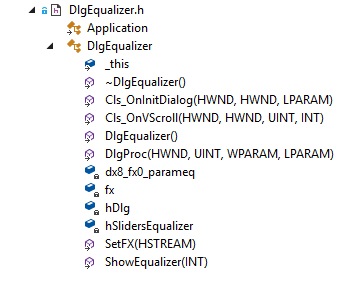 DlgEqualizer.h
Application
DlgEqualizer
_this
~DlgEqualizer()
Cls_OnInitDialog(HWND, HWND, LPARAM)
Cls_OnVScroll(HWND, HWND, UINT, INT)
DlgEqualizer()
DlgProc(HWND, UINT, WPARAM, LPARAM)
dx8_fx0_parameq
fx
hDlg
hSlidersEqualizer
SetFX(HSTREAM)
ShowEqualizer(INT)